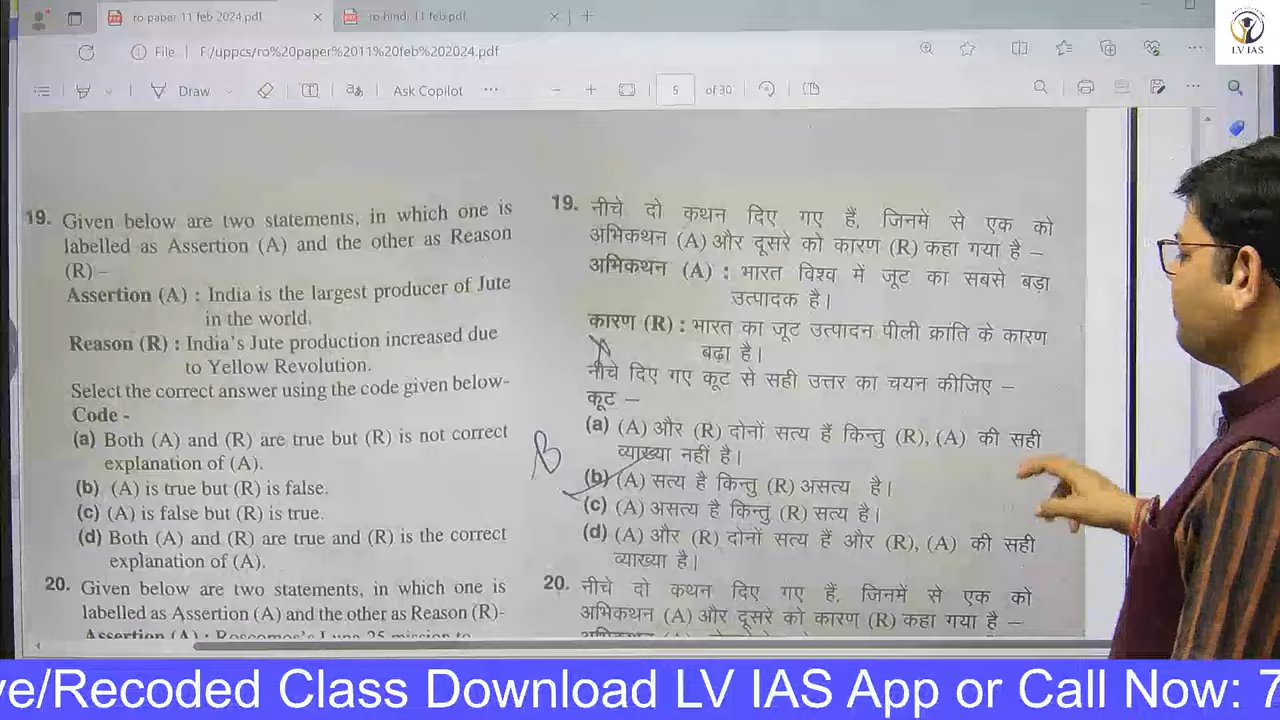 ro paper 11 feb 2024.pdf
ro hindi 11 feb.pdf
File F:/uppcs/ro%20paper%2011%20feb%202024.pdf
Draw
Ask Copilot
5 of 30
LV IAS
19. Given below are two statements, in which one is
labelled as Assertion (A) and the other as Reason
(R) –
Assertion (A) : India is the largest producer of Jute
in the world.
Reason (R) : India's Jute production increased due
to Yellow Revolution.
Select the correct answer using the code given below-
Code -
(a) Both (A) and (R) are true but (R) is not correct
explanation of (A).
(b) (A) is true but (R) is false.
(c) (A) is false but (R) is true.
(d) Both (A) and (R) are true and (R) is the correct
explanation of (A).
20. Given below are two statements, in which one is
labelled as Assertion (A) and the other as Reason (R)-
Assertion (A) : Roscomos's Luna 25 mission to
B
19. नीचे दो कथन दिए गए हैं, जिनमें से एक को
अभिकथन (A) और दूसरे को कारण (R) कहा गया है –
अभिकथन (A) : भारत विश्व में जूट का सबसे बड़ा
उत्पादक है।
कारण (R) : भारत का जूट उत्पादन पीली क्रांति के कारण
बढ़ा है।
नीचे दिए गए कूट से सही उत्तर का चयन कीजिए –
कूट –
(a) (A) और (R) दोनों सत्य हैं किन्तु (R), (A) की सही
व्याख्या नहीं है।
(b) (A) सत्य है किन्तु (R) असत्य है।
(c) (A) असत्य है किन्तु (R) सत्य है।
(d) (A) और (R) दोनों सत्य हैं और (R), (A) की सही
व्याख्या है।
20. नीचे दो कथन दिए गए हैं, जिनमें से एक को
अभिकथन (A) और दूसरे को कारण (R) कहा गया है –
ve/Recoded Class Download LV IAS App or Call Now: 7